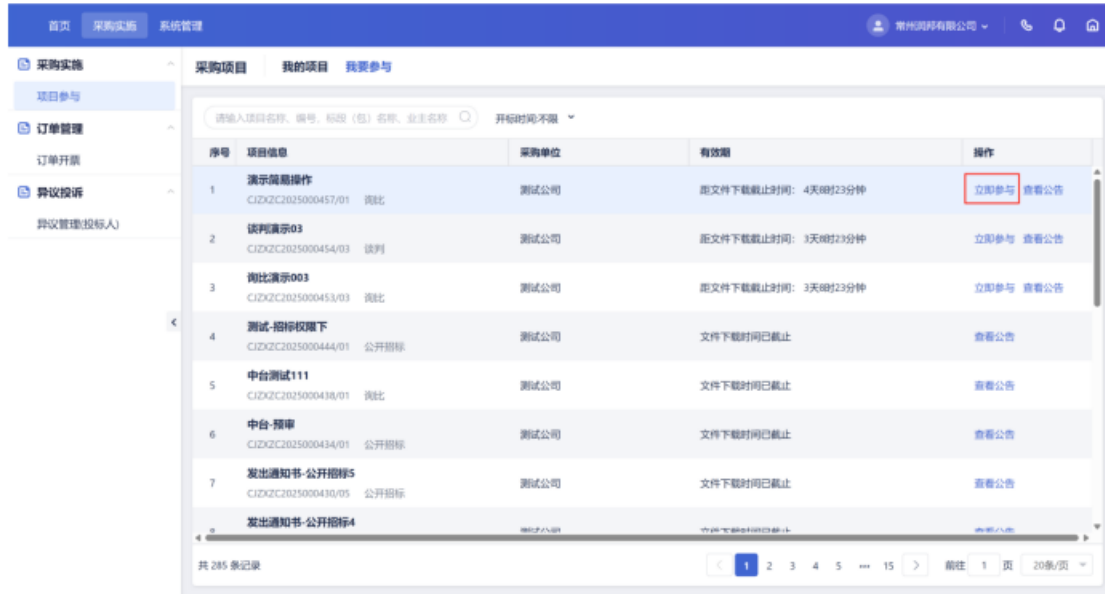 首页 采购实施 系统管理 常州润邦有限公司
采购实施
项目参与
订单管理
订单开票
异议投诉
异议管理(投标人)
采购项目 我的项目 我要参与
请输入项目名称、编号、标段（包）名称、业主名称 开标时间:不限
序号 项目信息 采购单位 有效期 操作
1 演示简易操作 测试公司 距文件下载截止时间： 4天8时23分钟 立即参与 查看公告
CJZXZC2025000457/01 询比
2 谈判演示03 测试公司 距文件下载截止时间： 3天8时23分钟 立即参与 查看公告
CJZXZC2025000454/03 谈判
3 询比演示003 测试公司 距文件下载截止时间： 3天8时23分钟 立即参与 查看公告
CJZXZC2025000453/03 询比
4 测试-招标权限下 测试公司 文件下载时间已截止 查看公告
CJZXZC2025000444/01 公开招标
5 中台测试111 测试公司 文件下载时间已截止 查看公告
CJZXZC2025000438/01 询比
6 中台-预审 测试公司 文件下载时间已截止 查看公告
CJZXZC2025000434/01 公开招标
7 发出通知书-公开招标5 测试公司 文件下载时间已截止 查看公告
CJZXZC2025000430/05 公开招标
发出通知书-公开招标4
共 285 条记录 1 2 3 4 5 ••• 15 前往 1 页 20条/页